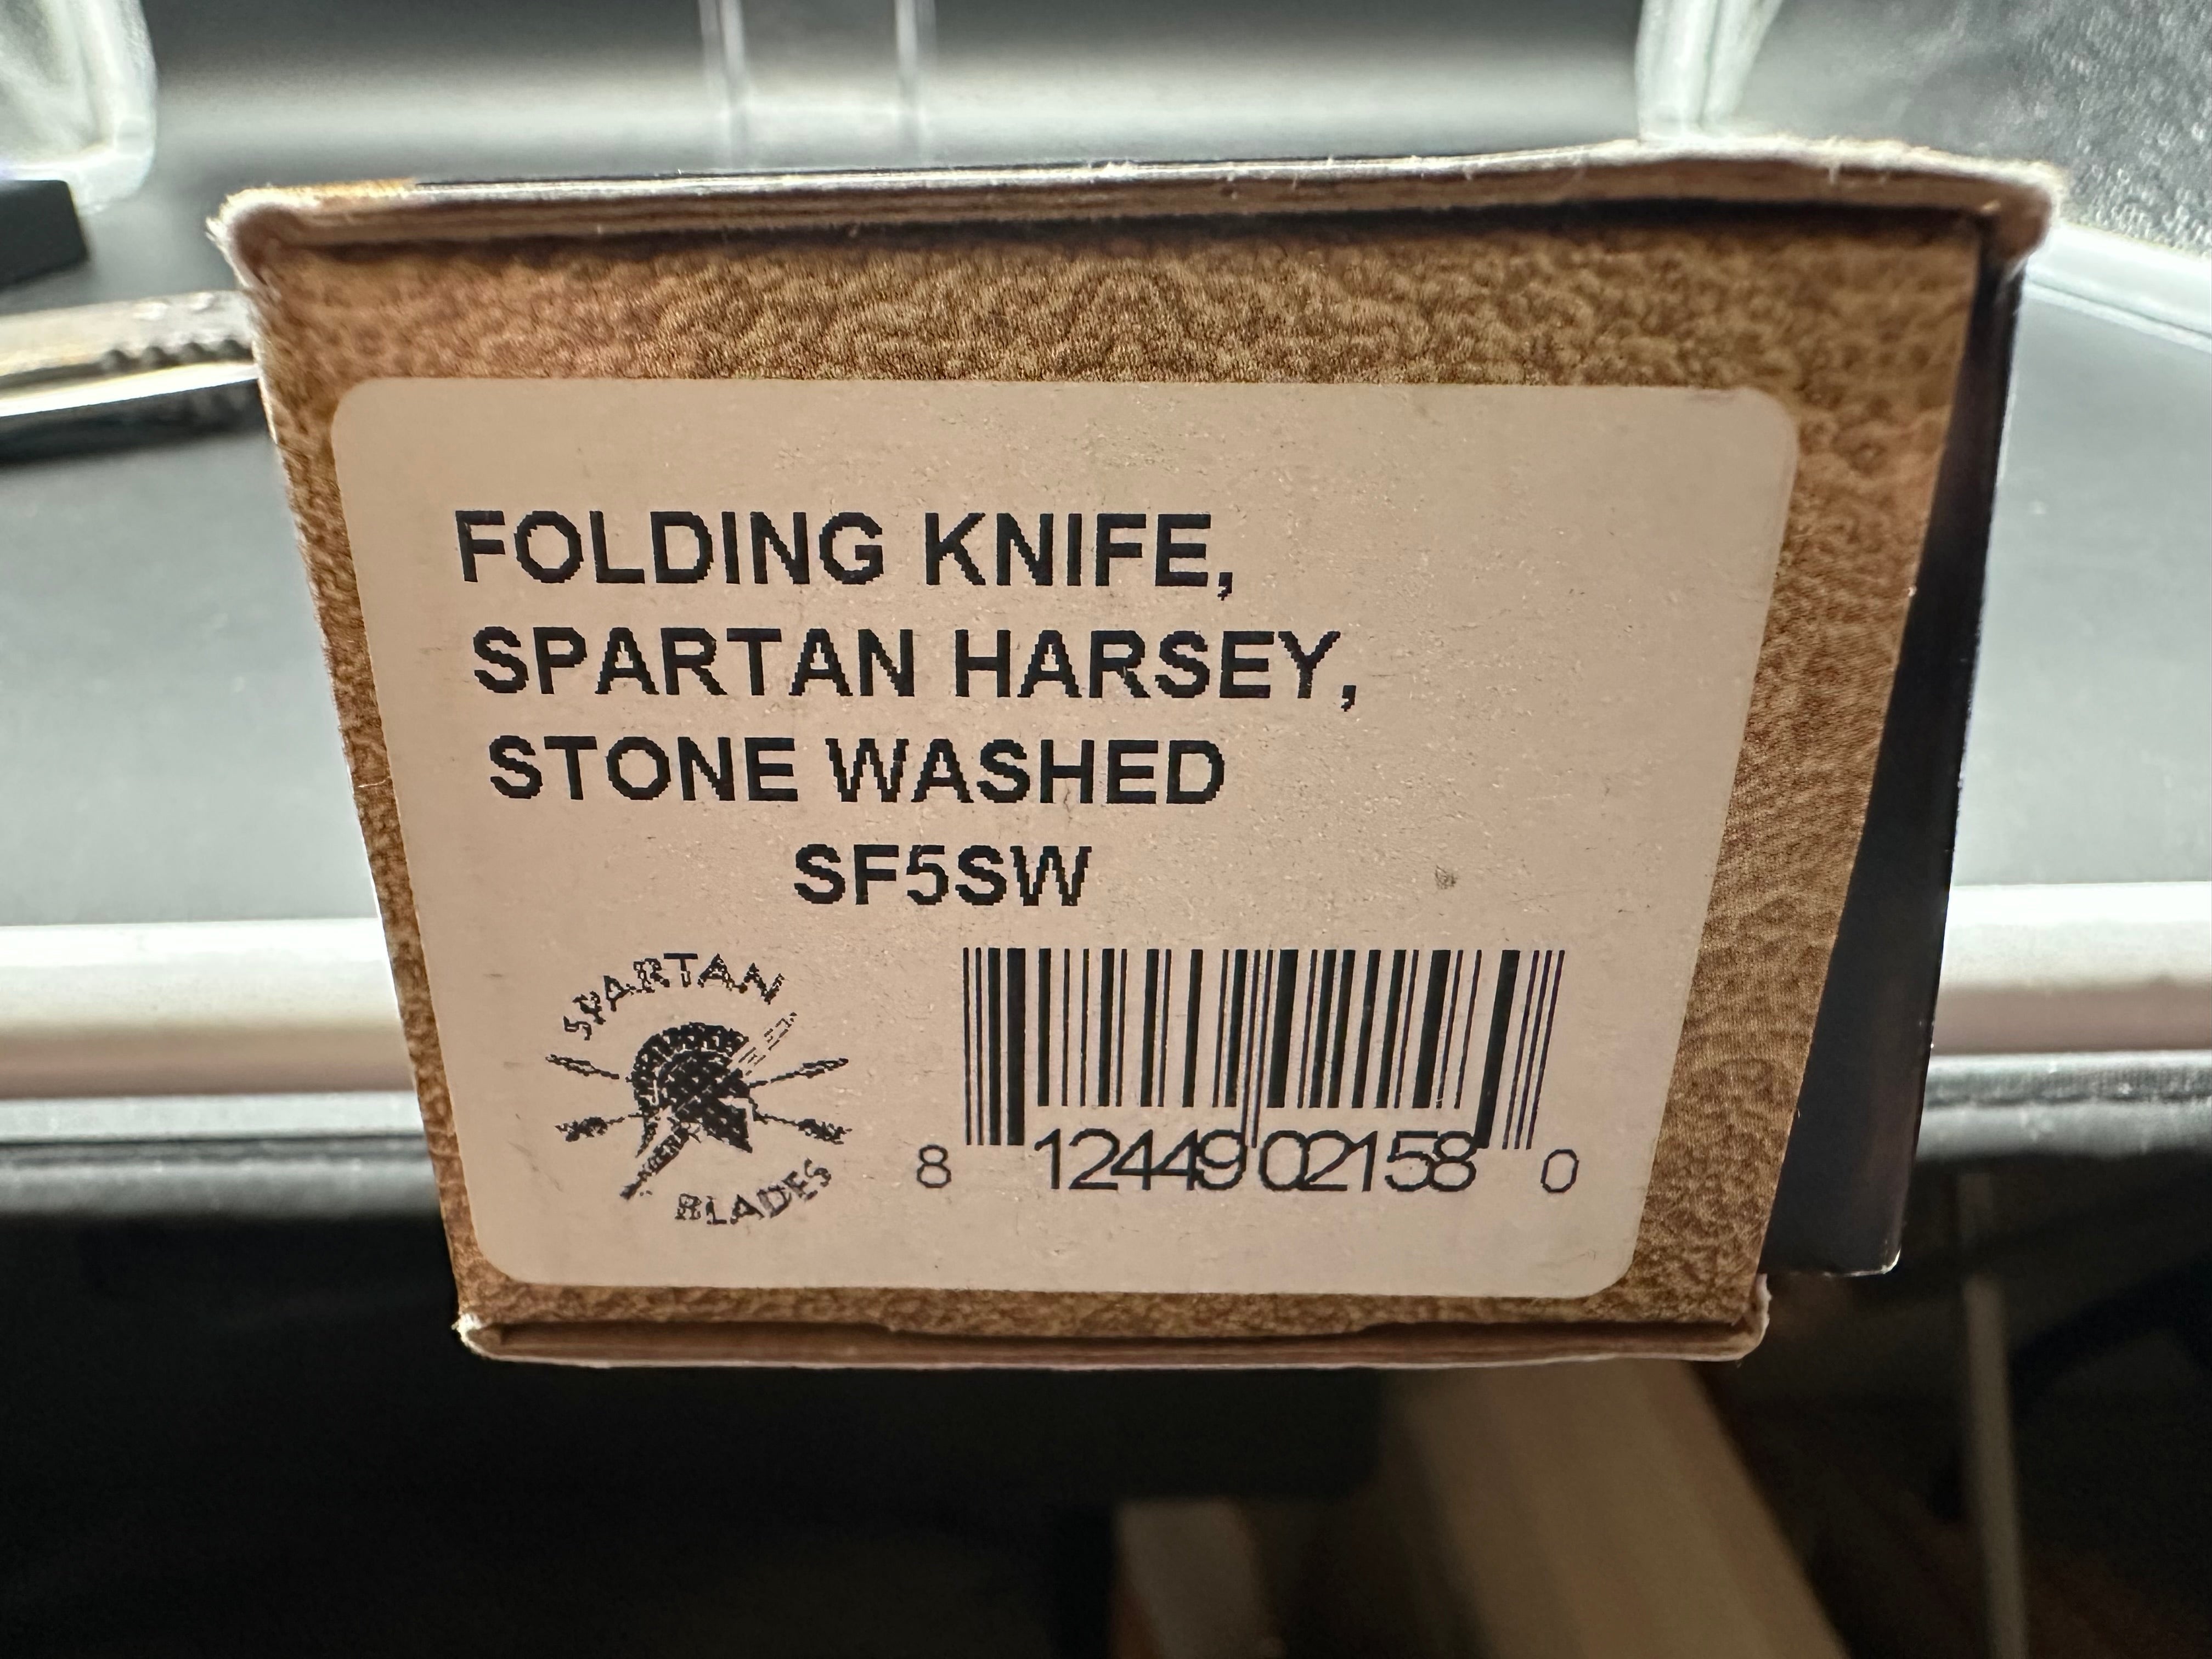 FOLDING KNIFE,
SPARTAN HARSEY,
STONE WASHED
SF5SW
SPARTAN
BLADES
8 12449 02158 0